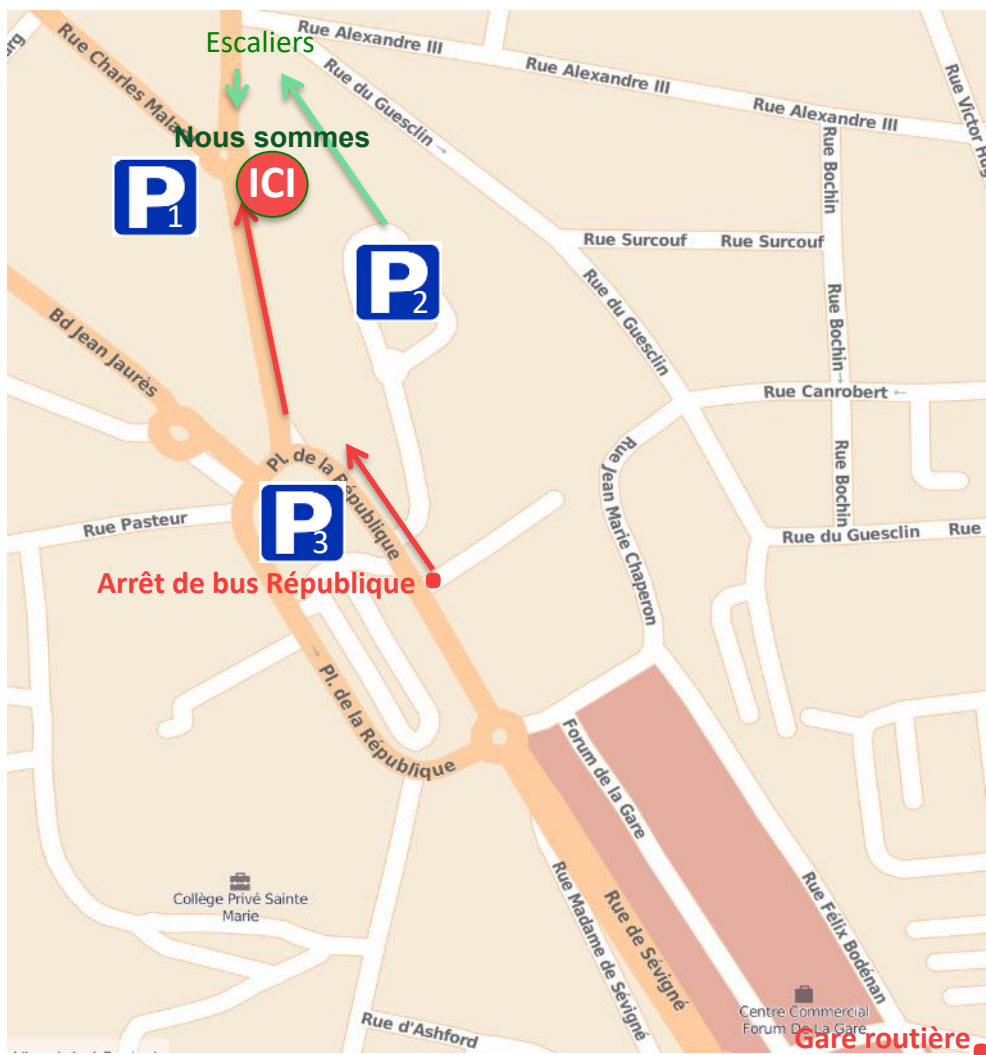 Escaliers
Rue Alexandre III
Rue Alexandre III
Rue Alexandre III
Rue Charles
Rue du Guesclin →
Rue Victor
Nous sommes
ICI
P1
P2
Rue Bochin
Rue Surcouf
Rue Surcouf
Rue du Guesclin
Rue Bochin→
Bd Jean Jaurès
Rue Canrobert ←
Pl. de la République
Rue Jean Marie Chaperon
Rue Bochin
P3
Rue Pasteur
Rue du Guesclin
Rue
Arrêt de bus République
→ Pl. de la République
Forum de la Gare
Collège Privé Sainte
Marie
Rue Madame de Sévigné
Rue de Sévigné
Rue Félix Bodénan
Centre Commercial
Forum De La Gare
Rue d'Ashford
Gare routière